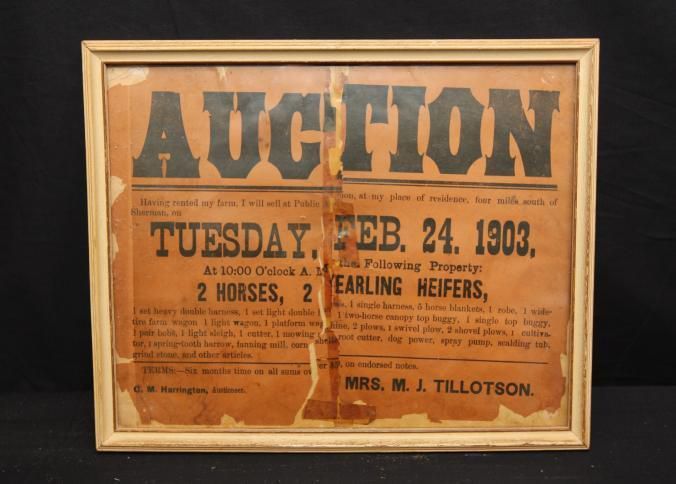 AUCTION
Having rented my farm, I will sell at Public A ion, at my place of residence, four miles south of
Sherman, on
TUESDAY, FEB. 24. 1903,
At 10:00 O'clock A. the Following Property:
2 HORSES, 2 YEARLING HEIFERS,
1 set heavy double harness, 1 set light double 1 single harness, 5 horse blankets, 1 robe, 1 wide-
tire farm wagon 1 light wagon, 1 platform 1 two-horse canopy top buggy, 1 single top buggy,
1 pair bobs, 1 light sleigh, 1 cutter, 1 mowing hine, 2 plows, 1 swivel plow, 2 shovel plows, 1 cultiva-
tor, 1 spring-tooth harrow, fanning mill, corn shelle root cutter, dog power, spray pump, scalding tub,
grind stone, and other articles.
TERMS:—Six months time on all sums over on endorsed notes.
C. M. Harrington, Auctioneer. MRS. M. J. TILLOTSON.